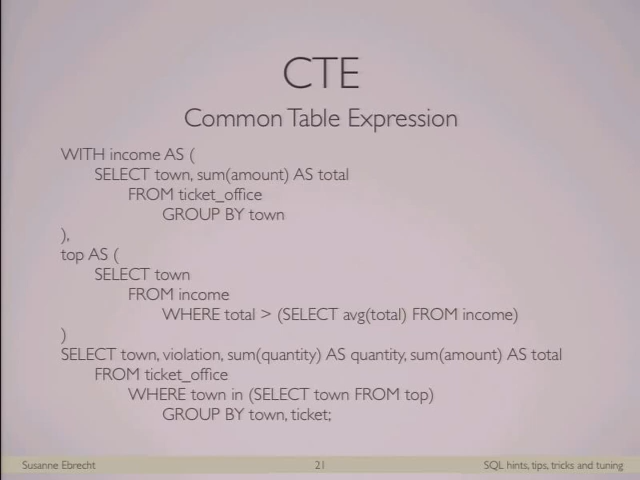 CTE
Common Table Expression
WITH income AS (
SELECT town, sum(amount) AS total
FROM ticket_office
GROUP BY town
),
top AS (
SELECT town
FROM income
WHERE total > (SELECT avg(total) FROM income)
)
SELECT town, violation, sum(quantity) AS quantity, sum(amount) AS total
FROM ticket_office
WHERE town in (SELECT town FROM top)
GROUP BY town, ticket;
Susanne Ebrecht 21 SQL hints, tips, tricks and tuning